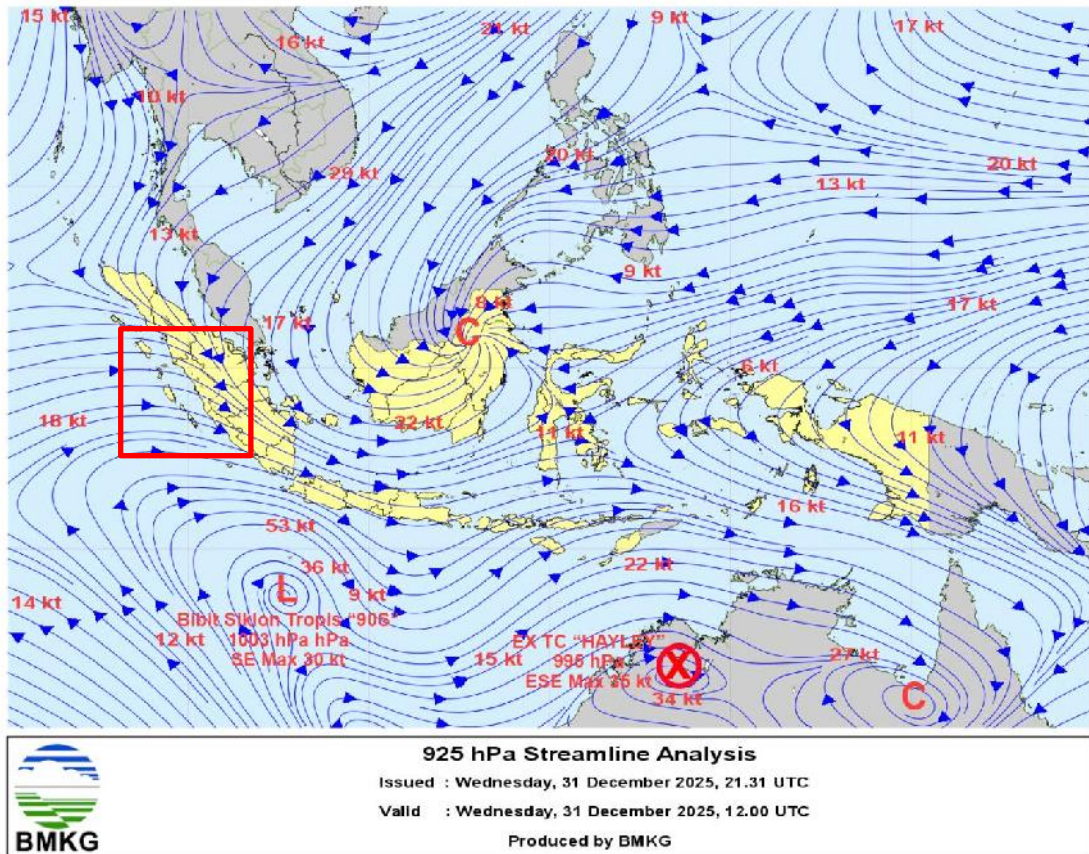 15 kt
9 kt
17 kt
21 kt
16 kt
10 kt
20 kt
20 kt
29 kt
13 kt
13 kt
9 kt
8 kt
17 kt
17 kt
C
6 kt
18 kt
22 kt
11 kt
11 kt
16 kt
53 kt
36 kt
22 kt
L
9 kt
14 kt
Bibit Siklon Tropis "90S"
12 kt
1003 hPa hPa
SE Max 30 kt
EX TC "HAYLEY"
15 kt
995 hPa
ESE Max 35 kt
X
27 kt
34 kt
C
925 hPa Streamline Analysis
Issued : Wednesday, 31 December 2025, 21.31 UTC
Valid : Wednesday, 31 December 2025, 12.00 UTC
Produced by BMKG
BMKG